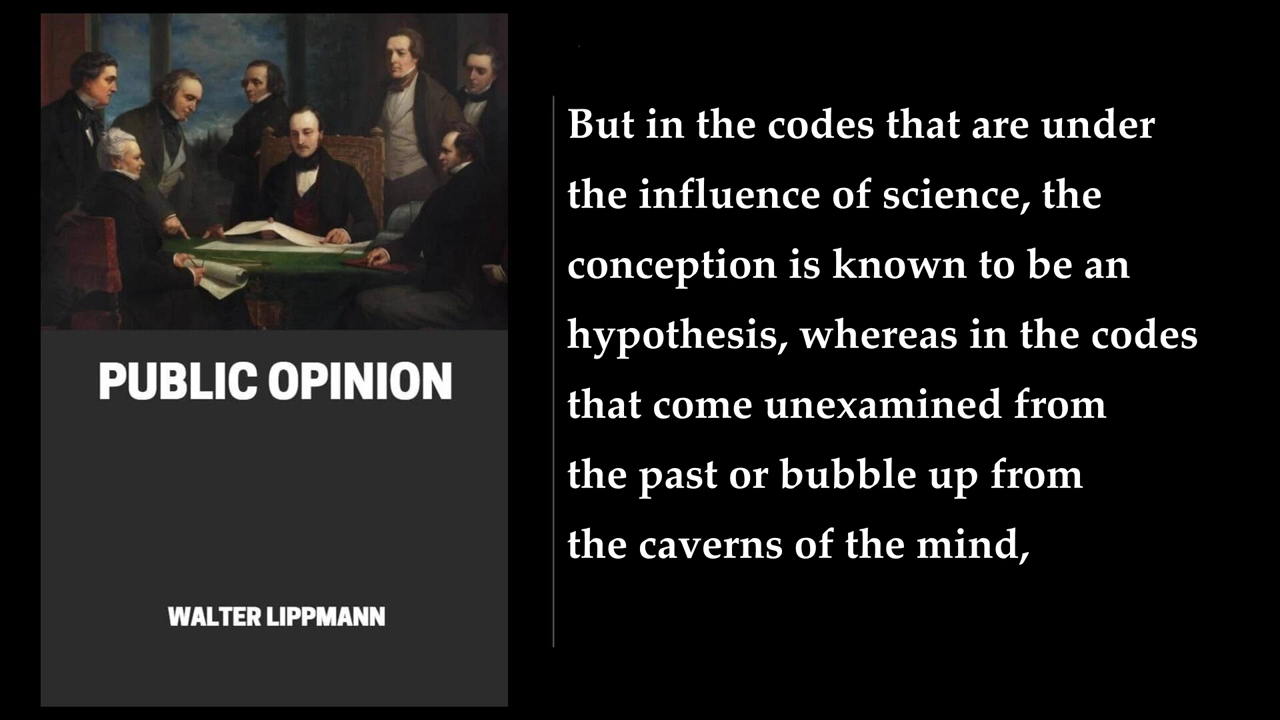 PUBLIC OPINION
WALTER LIPPMANN
But in the codes that are under
the influence of science, the
conception is known to be an
hypothesis, whereas in the codes
that come unexamined from
the past or bubble up from
the caverns of the mind,